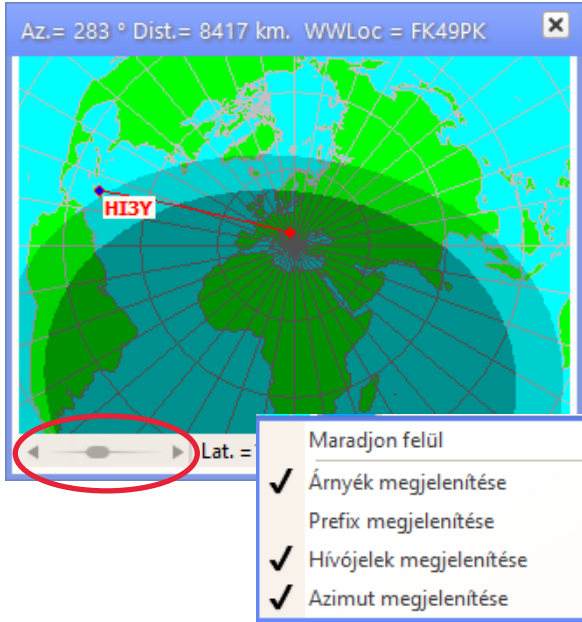 Az.= 283 ° Dist.= 8417 km. WWLoc = FK49PK
HI3Y
Lat. =
Maradjon felül
Árnyék megjelenítése
Prefix megjelenítése
Hívójelek megjelenítése
Azimut megjelenítése